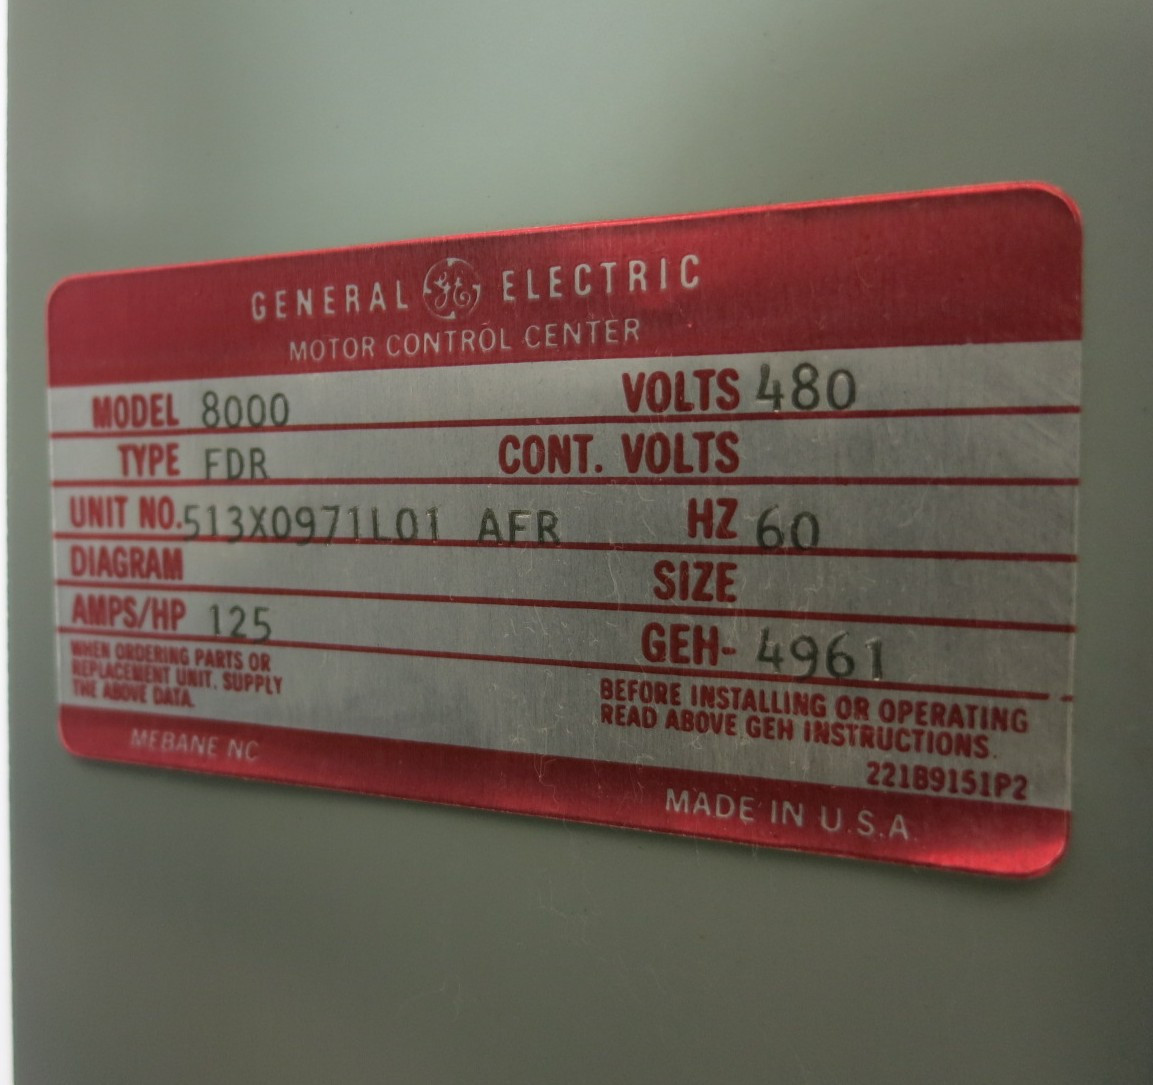 GENERAL GE ELECTRIC
MOTOR CONTROL CENTER
MODEL 8000 VOLTS 480
TYPE FDR CONT. VOLTS
UNIT NO. 513X0971L01 AFR HZ 60
DIAGRAM SIZE
AMPS/HP 125 GEH- 4961
WHEN ORDERING PARTS OR
REPLACEMENT UNIT. SUPPLY
THE ABOVE DATA.
BEFORE INSTALLING OR OPERATING
READ ABOVE GEH INSTRUCTIONS.
221B9151P2
MEBANE NC
MADE IN U.S.A.